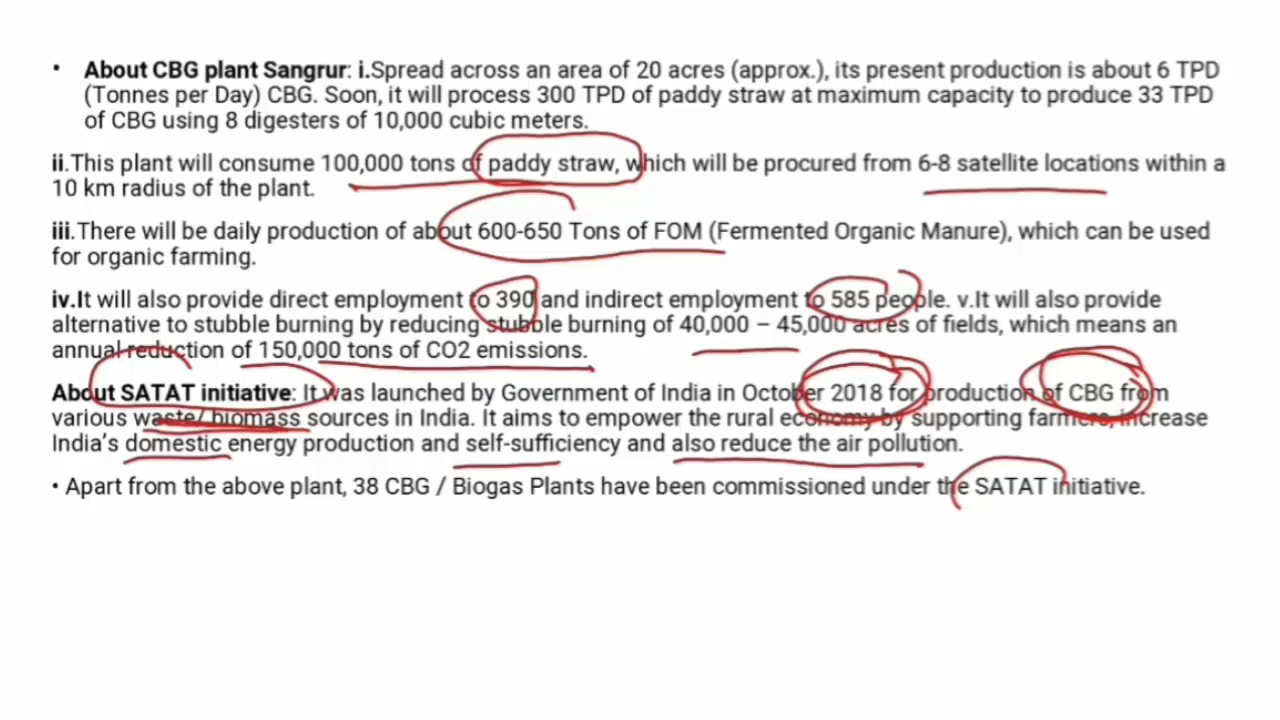 • About CBG plant Sangrur: i.Spread across an area of 20 acres (approx.), its present production is about 6 TPD
(Tonnes per Day) CBG. Soon, it will process 300 TPD of paddy straw at maximum capacity to produce 33 TPD
of CBG using 8 digesters of 10,000 cubic meters.
ii.This plant will consume 100,000 tons of paddy straw, which will be procured from 6-8 satellite locations within a
10 km radius of the plant.
iii.There will be daily production of about 600-650 Tons of FOM (Fermented Organic Manure), which can be used
for organic farming.
iv.It will also provide direct employment to 390 and indirect employment to 585 people. v.It will also provide
alternative to stubble burning by reducing stubble burning of 40,000 – 45,000 acres of fields, which means an
annual reduction of 150,000 tons of CO2 emissions.
About SATAT initiative: It was launched by Government of India in October 2018 for production of CBG from
various waste/ biomass sources in India. It aims to empower the rural economy by supporting farmers, increase
India's domestic energy production and self-sufficiency and also reduce the air pollution.
• Apart from the above plant, 38 CBG / Biogas Plants have been commissioned under the SATAT initiative.